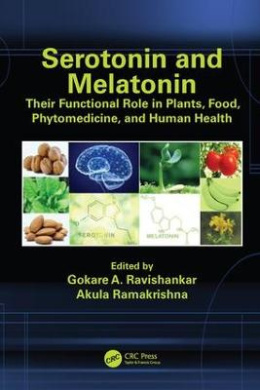 Serotonin and
Melatonin
Their Functional Role in Plants, Food,
Phytomedicine, and Human Health
SEROTONIN
MELATONIN
Edited by
Gokare A. Ravishankar
Akula Ramakrishna
CRC
CRC Press
Taylor & Francis Group